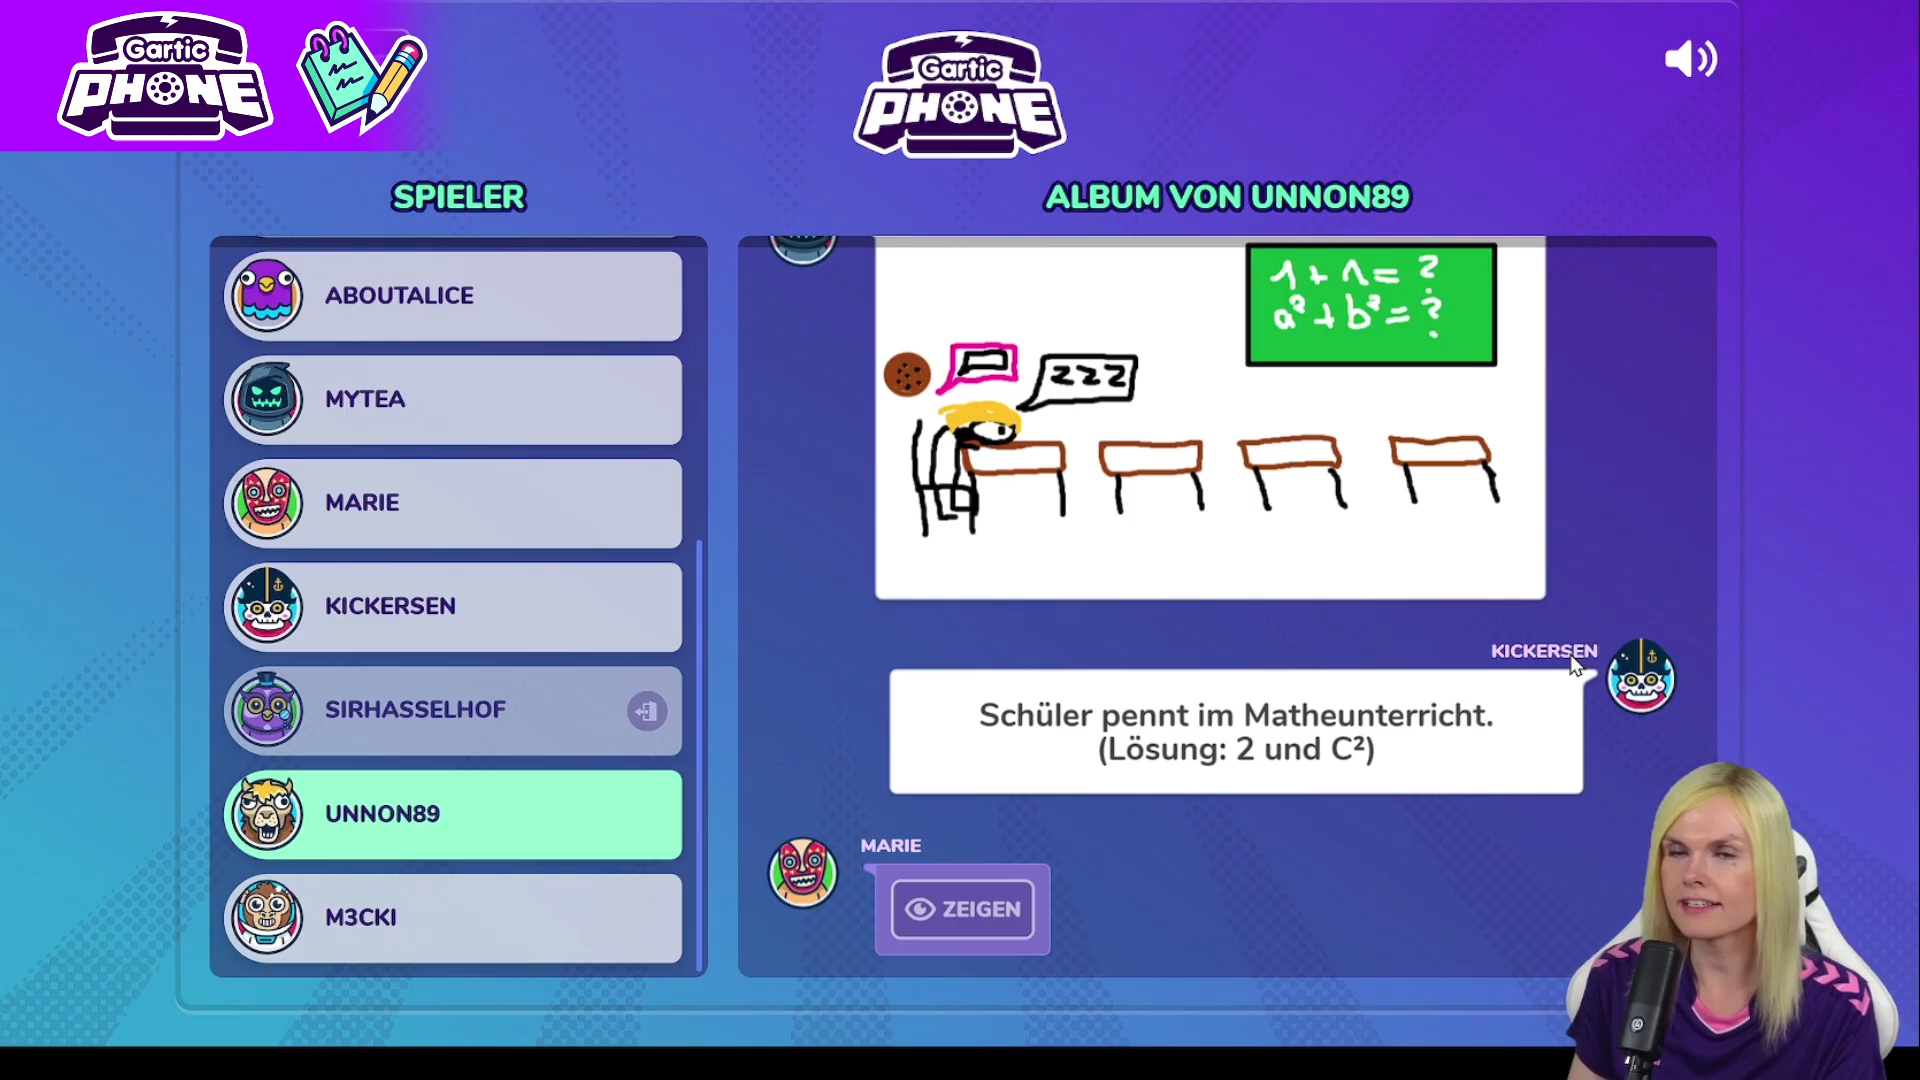 Gartic
PHONE
Gartic
PHONE
SPIELER
ALBUM VON UNNON89
ABOUTALICE
MYTEA
MARIE
KICKERSEN
SIRHASSELHOF
UNNON89
M3CKI
1 + 1 = ?
a² + b² = ?
ZZZ
KICKERSEN
Schüler pennt im Matheunterricht.
(Lösung: 2 und C²)
MARIE
ZEIGEN